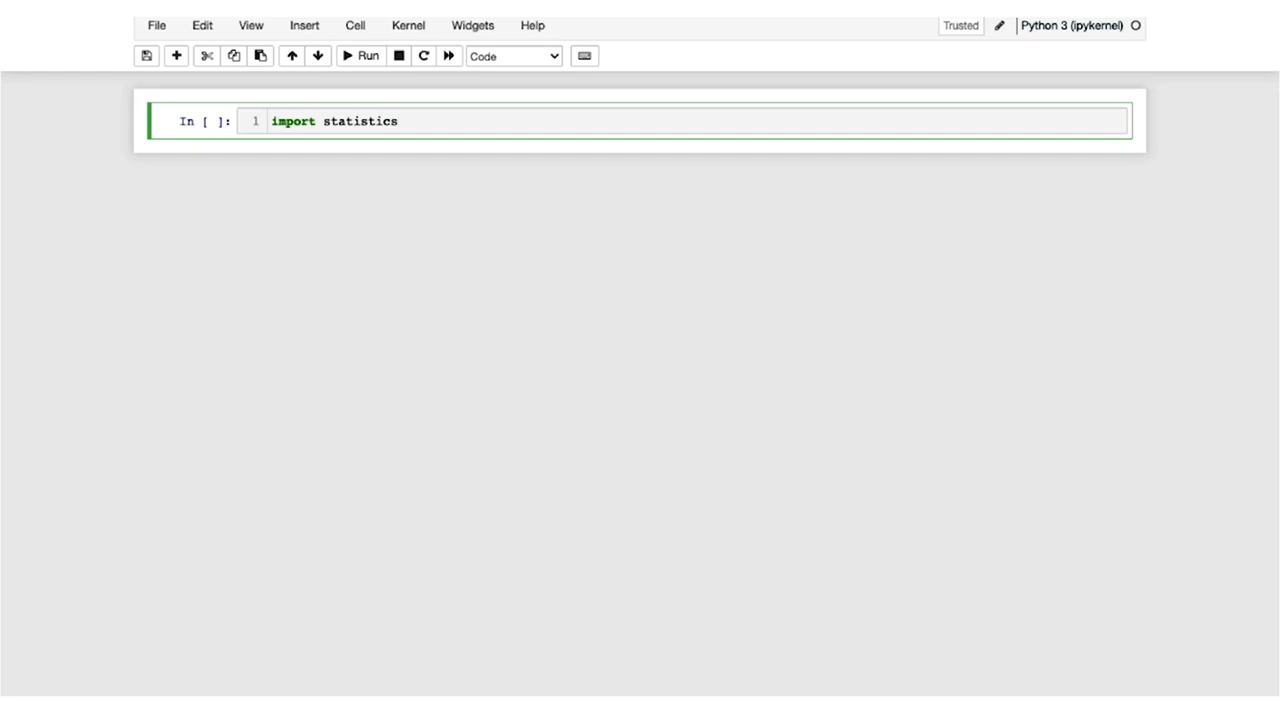 File Edit View Insert Cell Kernel Widgets Help Trusted Python 3 (ipykernel)
Run Code
In [ ]: 1 import statistics